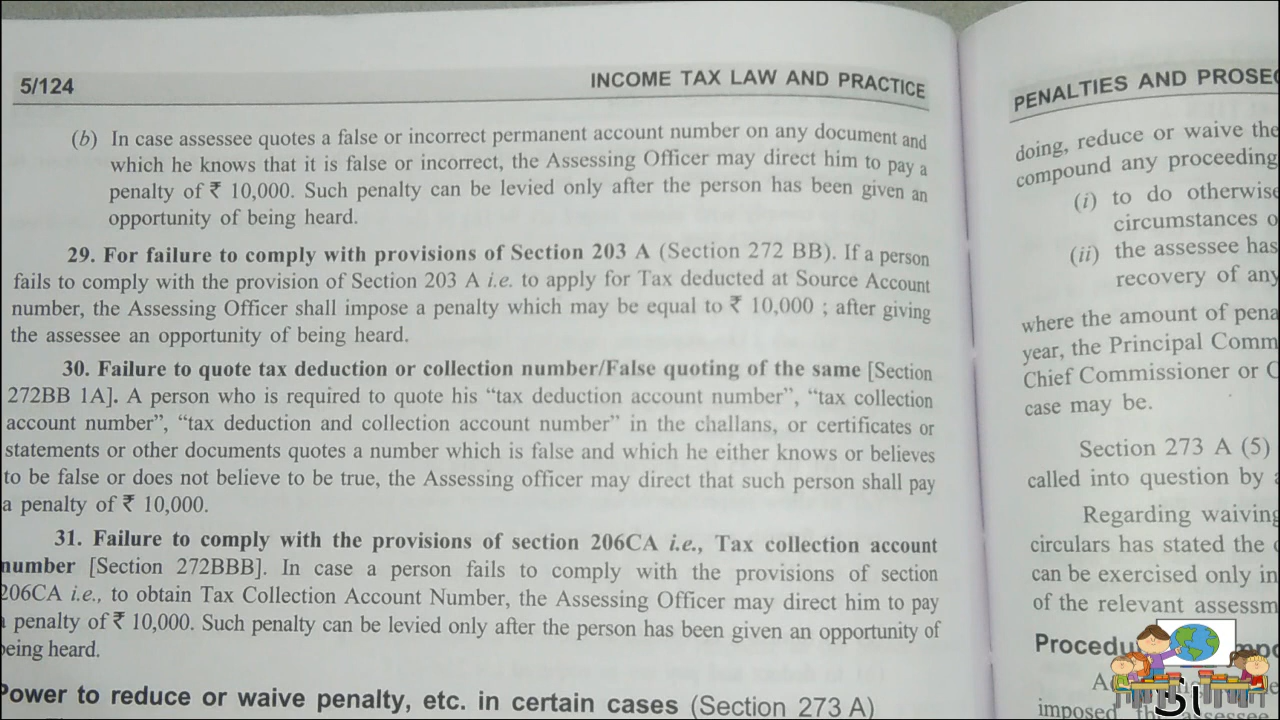 5/124
INCOME TAX LAW AND PRACTICE
(b) In case assessee quotes a false or incorrect permanent account number on any document and
which he knows that it is false or incorrect, the Assessing Officer may direct him to pay a
penalty of ₹ 10,000. Such penalty can be levied only after the person has been given an
opportunity of being heard.
29. For failure to comply with provisions of Section 203 A (Section 272 BB). If a person
fails to comply with the provision of Section 203 A i.e. to apply for Tax deducted at Source Account
number, the Assessing Officer shall impose a penalty which may be equal to ₹ 10,000 ; after giving
the assessee an opportunity of being heard.
30. Failure to quote tax deduction or collection number/False quoting of the same [Section
272BB 1A]. A person who is required to quote his “tax deduction account number”, “tax collection
account number”, “tax deduction and collection account number” in the challans, or certificates or
statements or other documents quotes a number which is false and which he either knows or believes
to be false or does not believe to be true, the Assessing officer may direct that such person shall pay
a penalty of ₹ 10,000.
31. Failure to comply with the provisions of section 206CA i.e., Tax collection account
number [Section 272BBB]. In case a person fails to comply with the provisions of section
206CA i.e., to obtain Tax Collection Account Number, the Assessing Officer may direct him to pay
penalty of ₹ 10,000. Such penalty can be levied only after the person has been given an opportunity of
being heard.
Power to reduce or waive penalty, etc. in certain cases (Section 273 A)
PENALTIES AND PROSEC
doing, reduce or waive the
compound any proceeding
(i) to do otherwise
circumstances o
(ii) the assessee has
recovery of any
where the amount of pena
year, the Principal Comm
Chief Commissioner or C
case may be.
Section 273 A (5)
called into question by
Regarding waiving
circulars has stated the
can be exercised only in
of the relevant assessm
Procedu
imposed